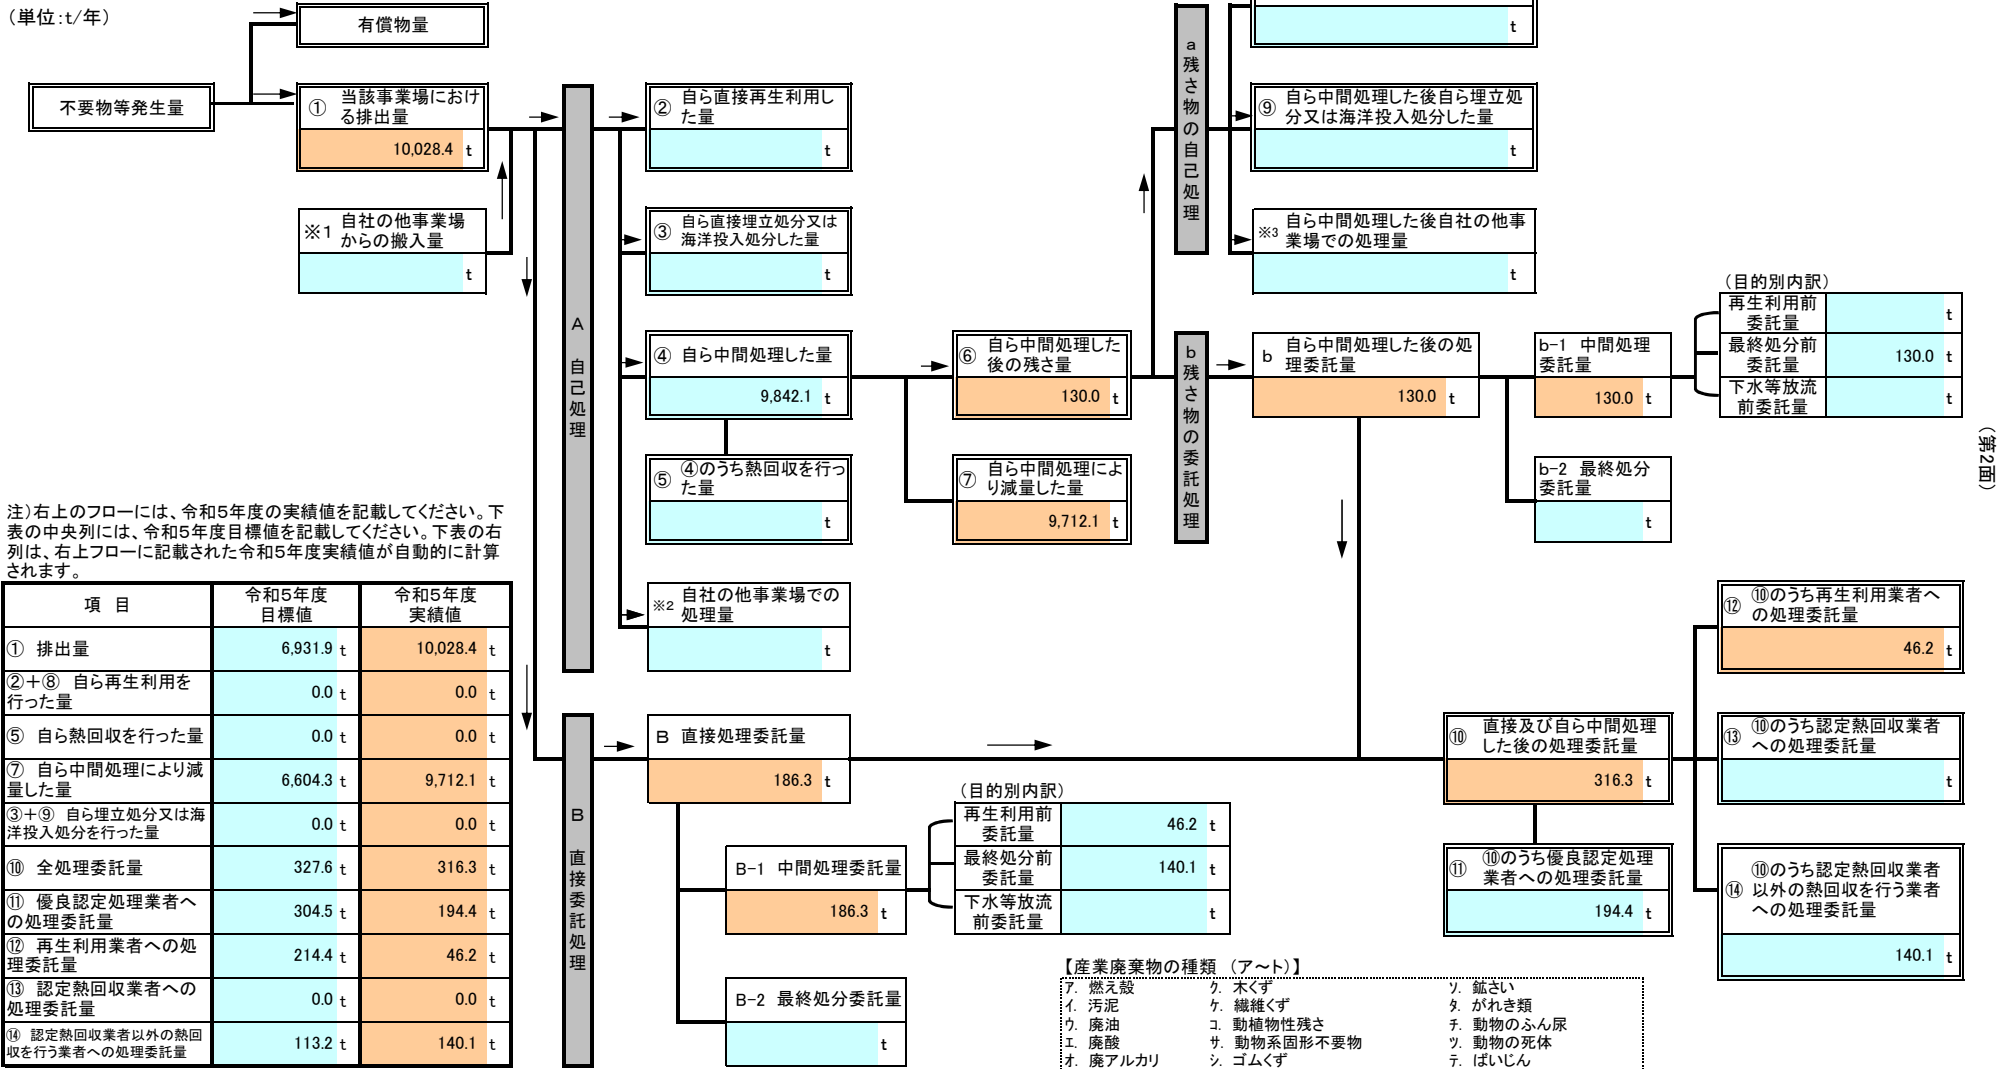 （単位：t/年）
有償物量
不要物等発生量
① 当該事業場におけ
る排出量
10,028.4 t
※1 自社の他事業場
からの搬入量
t
A 自己処理
② 自ら直接再生利用し
た量
t
③ 自ら直接埋立処分又は
海洋投入処分した量
t
④ 自ら中間処理した量
9,842.1 t
⑤ ④のうち熱回収を行っ
た量
t
※2 自社の他事業場での
処理量
t
⑥ 自ら中間処理した
後の残さ量
130.0 t
⑦ 自ら中間処理によ
り減量した量
9,712.1 t
a 残さ物の自己処理
t
⑨ 自ら中間処理した後自ら埋立処
分又は海洋投入処分した量
t
※3 自ら中間処理した後自社の他事
業場での処理量
t
b 残さ物の委託処理
b 自ら中間処理した後の処
理委託量
130.0 t
b-1 中間処理
委託量
130.0 t
b-2 最終処分
委託量
t
（目的別内訳）
再生利用前
委託量 t
最終処分前
委託量 130.0 t
下水等放流
前委託量 t
（第2面）
注）右上のフローには、令和5年度の実績値を記載してください。下
表の中央列には、令和5年度目標値を記載してください。下表の右
列は、右上フローに記載された令和5年度実績値が自動的に計算
されます。
項 目 令和5年度目標値 令和5年度実績値
① 排出量 6,931.9 t 10,028.4 t
②＋⑧ 自ら再生利用を
行った量 0.0 t 0.0 t
⑤ 自ら熱回収を行った量 0.0 t 0.0 t
⑦ 自ら中間処理により減
量した量 6,604.3 t 9,712.1 t
③＋⑨ 自ら埋立処分又は海
洋投入処分を行った量 0.0 t 0.0 t
⑩ 全処理委託量 327.6 t 316.3 t
⑪ 優良認定処理業者へ
の処理委託量 304.5 t 194.4 t
⑫ 再生利用業者への処
理委託量 214.4 t 46.2 t
⑬ 認定熱回収業者への
処理委託量 0.0 t 0.0 t
⑭ 認定熱回収業者以外の熱回
収を行う業者への処理委託量 113.2 t 140.1 t
B 直接委託処理
B 直接処理委託量
186.3 t
B-1 中間処理委託量
186.3 t
B-2 最終処分委託量
t
（目的別内訳）
再生利用前
委託量 46.2 t
最終処分前
委託量 140.1 t
下水等放流
前委託量 t
⑩ 直接及び自ら中間処理
した後の処理委託量
316.3 t
⑪ ⑩のうち優良認定処理
業者への処理委託量
194.4 t
⑫ ⑩のうち再生利用業者へ
の処理委託量
46.2 t
⑬ ⑩のうち認定熱回収業者
への処理委託量
t
⑭ ⑩のうち認定熱回収業者
以外の熱回収を行う業者
への処理委託量
140.1 t
【産業廃棄物の種類 （ア～ト）】
ア. 燃え殻 ク. 木くず ソ. 鉱さい
イ. 汚泥 ケ. 繊維くず タ. がれき類
ウ. 廃油 コ. 動植物性残さ チ. 動物のふん尿
エ. 廃酸 サ. 動物系固形不要物 ツ. 動物の死体
オ. 廃アルカリ シ. ゴムくず テ. ばいじん